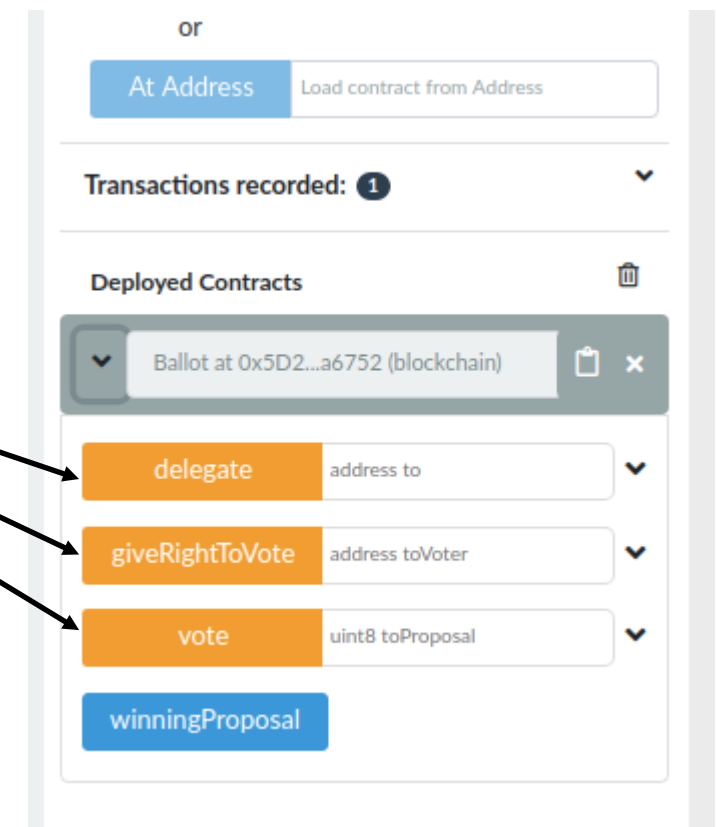 or
At Address Load contract from Address
Transactions recorded: 1
Deployed Contracts
Ballot at 0x5D2...a6752 (blockchain)
delegate address to
giveRightToVote address toVoter
vote uint8 toProposal
winningProposal